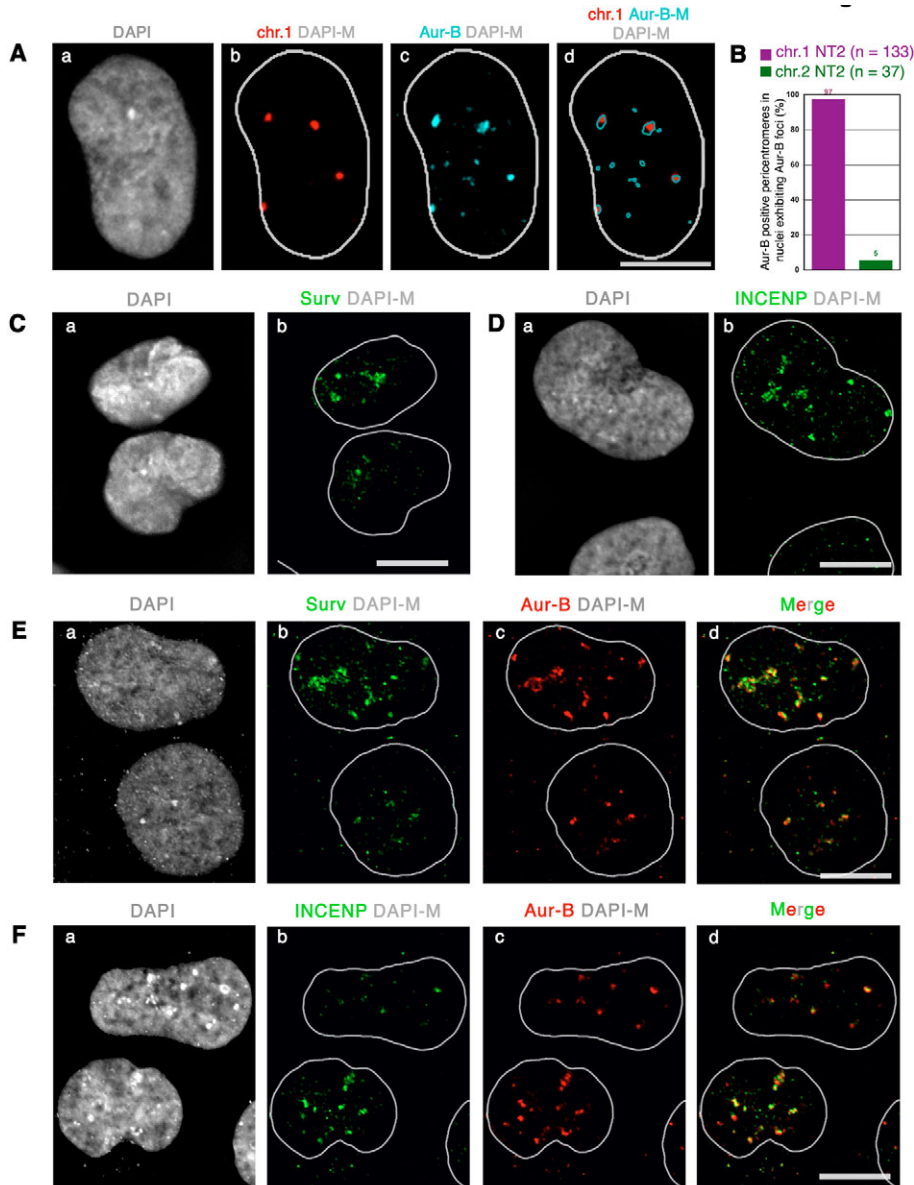 A
DAPI
a
chr.1 DAPI-M
b
Aur-B DAPI-M
c
chr.1 Aur-B-M
DAPI-M
d
B
chr.1 NT2 (n = 133)
chr.2 NT2 (n = 37)
Aur-B positive pericentromeres in
nuclei exhibiting Aur-B foci (%)
100
80
60
40
20
0
97
5
C
DAPI
a
Surv DAPI-M
b
D
DAPI
a
INCENP DAPI-M
b
E
DAPI
a
Surv DAPI-M
b
Aur-B DAPI-M
c
Merge
d
F
DAPI
a
INCENP DAPI-M
b
Aur-B DAPI-M
c
Merge
d